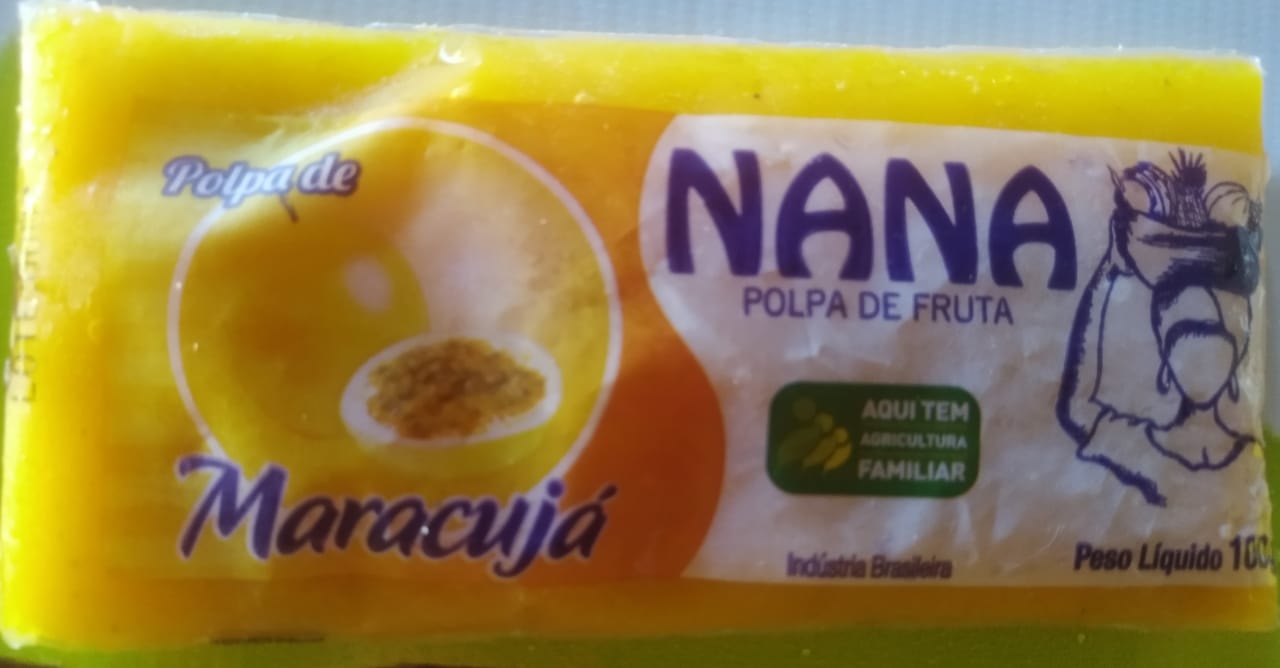 Polpa de
Maracujá
NANA
POLPA DE FRUTA
AQUI TEM
AGRICULTURA
FAMILIAR
Indústria Brasileira
Peso Líquido 100